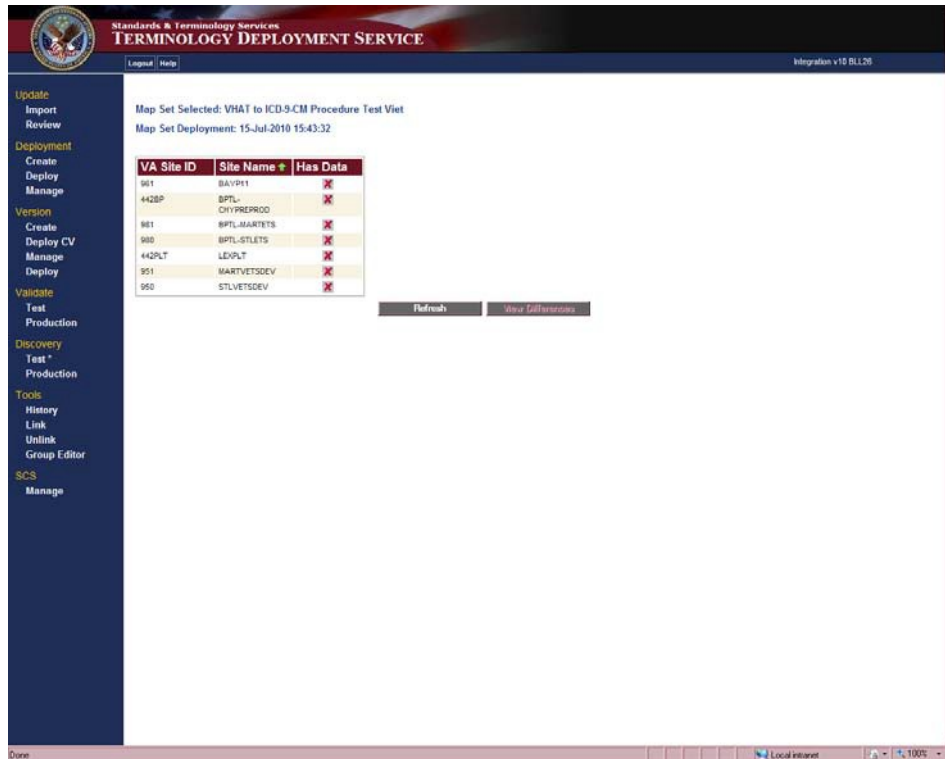 Standards & Terminology Services
TERMINOLOGY DEPLOYMENT SERVICE
Logout Help
Integration v10 BLL26
Update
Import
Review
Deployment
Create
Deploy
Manage
Version
Create
Deploy CV
Manage
Deploy
Validate
Test
Production
Discovery
Test *
Production
Tools
History
Link
Unlink
Group Editor
SCS
Manage
Map Set Selected: VHAT to ICD-9-CM Procedure Test Viet
Map Set Deployment: 15-Jul-2010 15:43:32
VA Site ID Site Name Has Data
961 BAYP11
442BP BPTL-
CHYPREPROD
981 BPTL-MARTETS
980 BPTL-STLETS
442PLT LEXPLT
951 MARTVETSDEV
950 STLVETSDEV
Refresh View Differences
Done Local intranet 100%